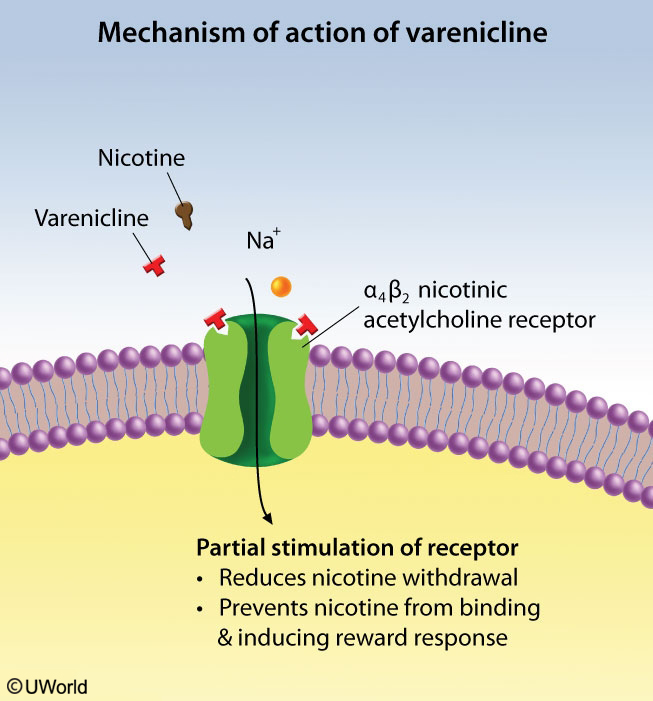 Mechanism of action of varenicline
Nicotine
Varenicline
Na⁺
α₄β₂ nicotinic
acetylcholine receptor
Partial stimulation of receptor
• Reduces nicotine withdrawal
• Prevents nicotine from binding
& inducing reward response
©UWorld